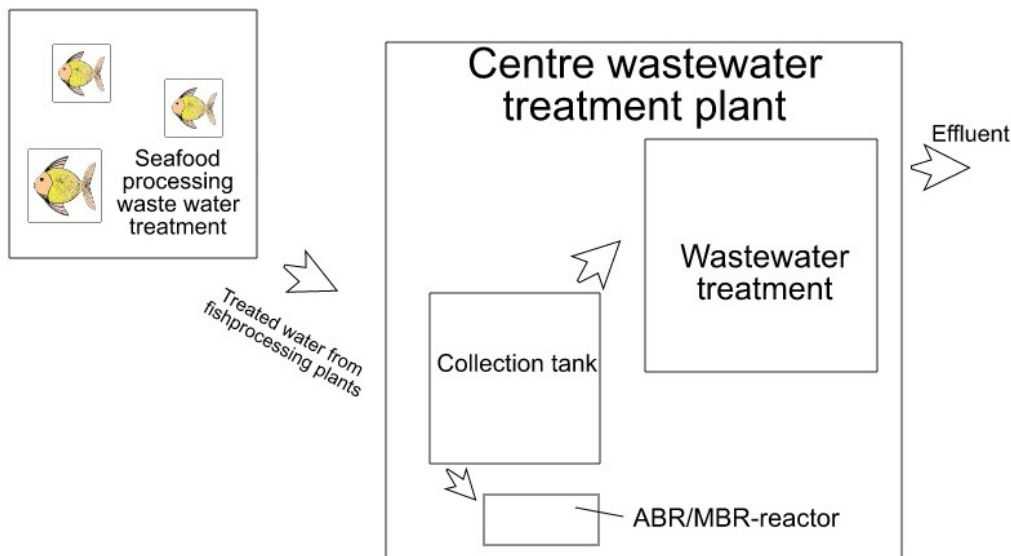 Seafood
processing
waste water
treatment
Treated water from
fishprocessing plants
Centre wastewater
treatment plant
Collection tank
Wastewater
treatment
ABR/MBR-reactor
Effluent